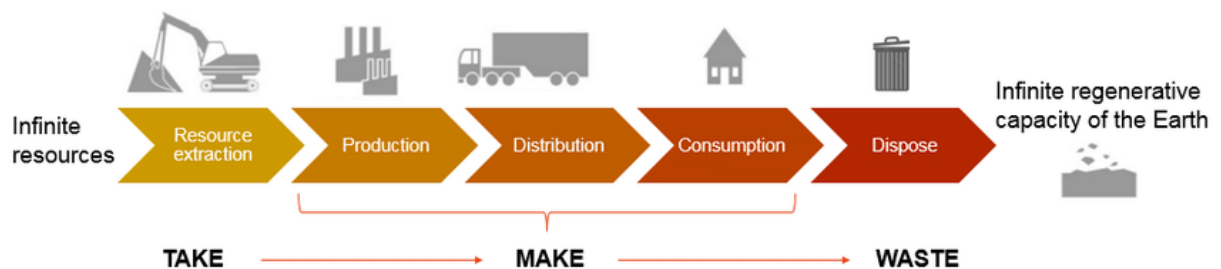 Infinite
resources
Resource
extraction
Production
Distribution
Consumption
Dispose
Infinite regenerative
capacity of the Earth
TAKE
MAKE
WASTE